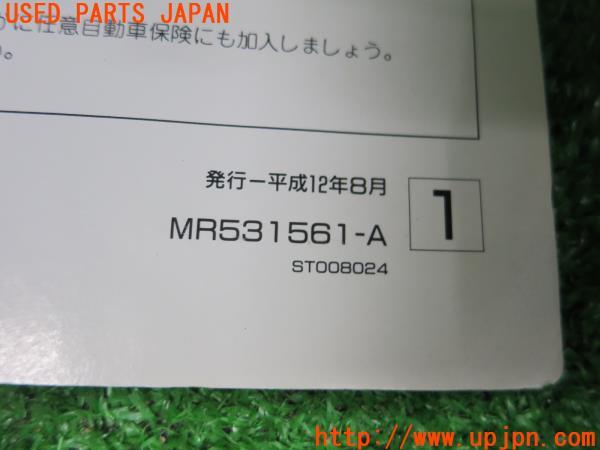 USED PARTS JAPAN
に任意自動車保険にも加入しましょう。
発行ー平成12年8月
1
MR531561-A
ST008024
http://www.upjpn.com